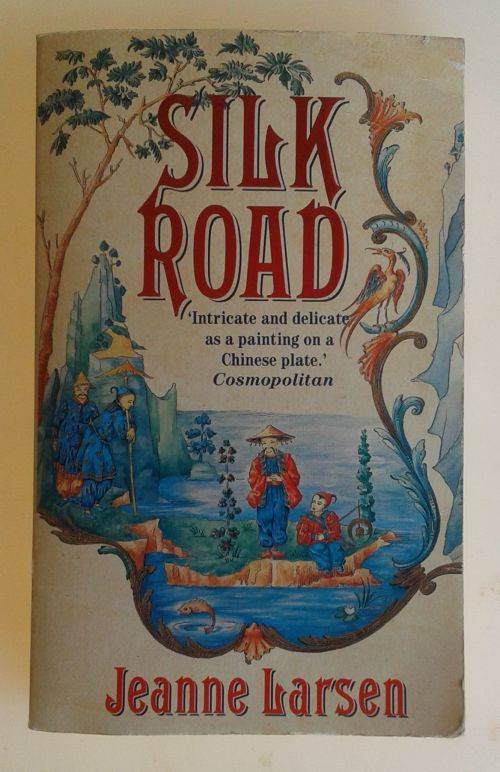 SILK
ROAD
'Intricate and delicate
as a painting on a
Chinese plate.'
Cosmopolitan
Jeanne Larsen